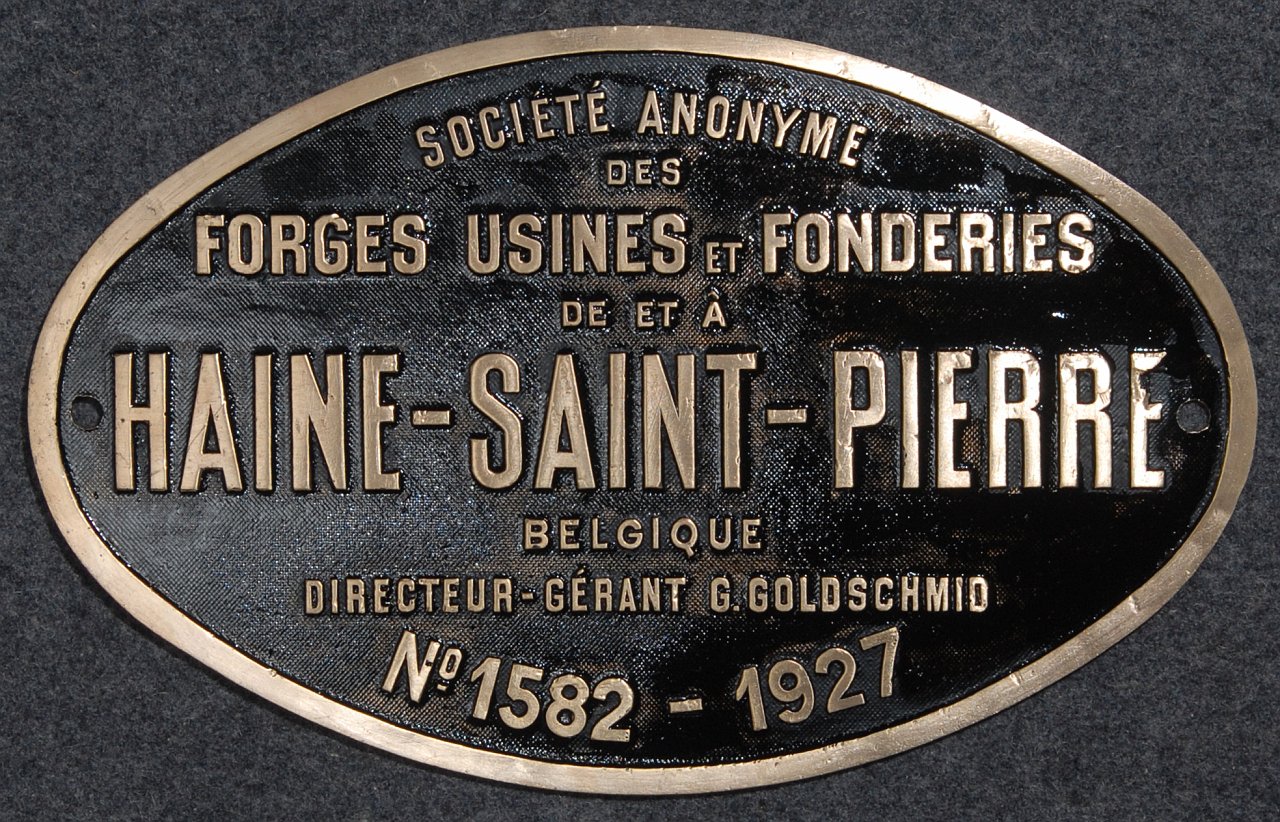 SOCIÉTÉ ANONYME
DES
FORGES USINES ET FONDERIES
DE ET À
HAINE-SAINT-PIERRE
BELGIQUE
DIRECTEUR-GÉRANT G. GOLDSCHMID
Nº 1582 - 1927